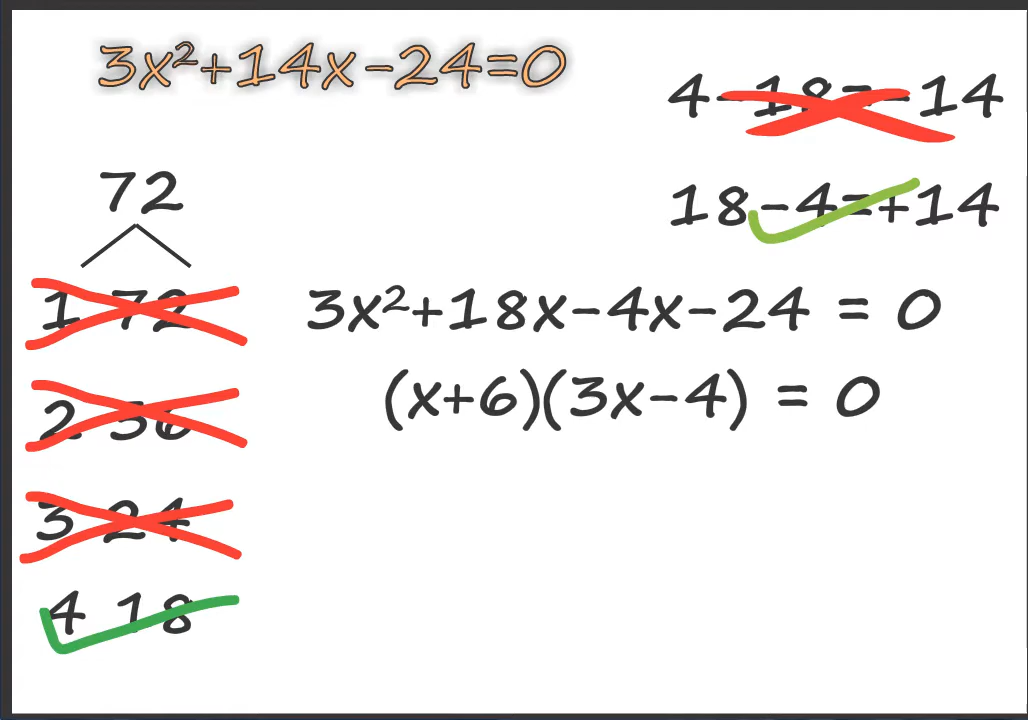 3x²+14x-24=0
4-18=-14
72
18-4=+14
1 72
3x²+18x-4x-24 = 0
(x+6)(3x-4) = 0
2 36
3 24
4 18